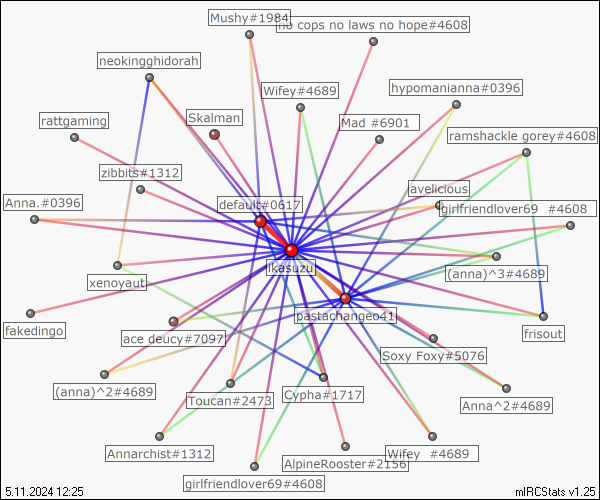 Mushy#1984
no cops no laws no hope#4608
neokingghidorah
Wifey#4689
hypomanianna#0396
rattgaming
Skalman
Mad #6901
ramshackle gorey#4608
zibbits#1312
avelicious
Anna.#0396
default#0617
girlfriendlover69 #4608
ikasuzu
(anna)^3#4689
xenoyaut
pastachangeo41
fakedingo
ace deucy#7097
frisout
Soxy Foxy#5076
(anna)^2#4689
Toucan#2473
Cypha#1717
Anna^2#4689
Annarchist#1312
AlpineRooster#2156
Wifey #4689
girlfriendlover69#4608
5.11.2024 12:25
mIRCStats v1.25